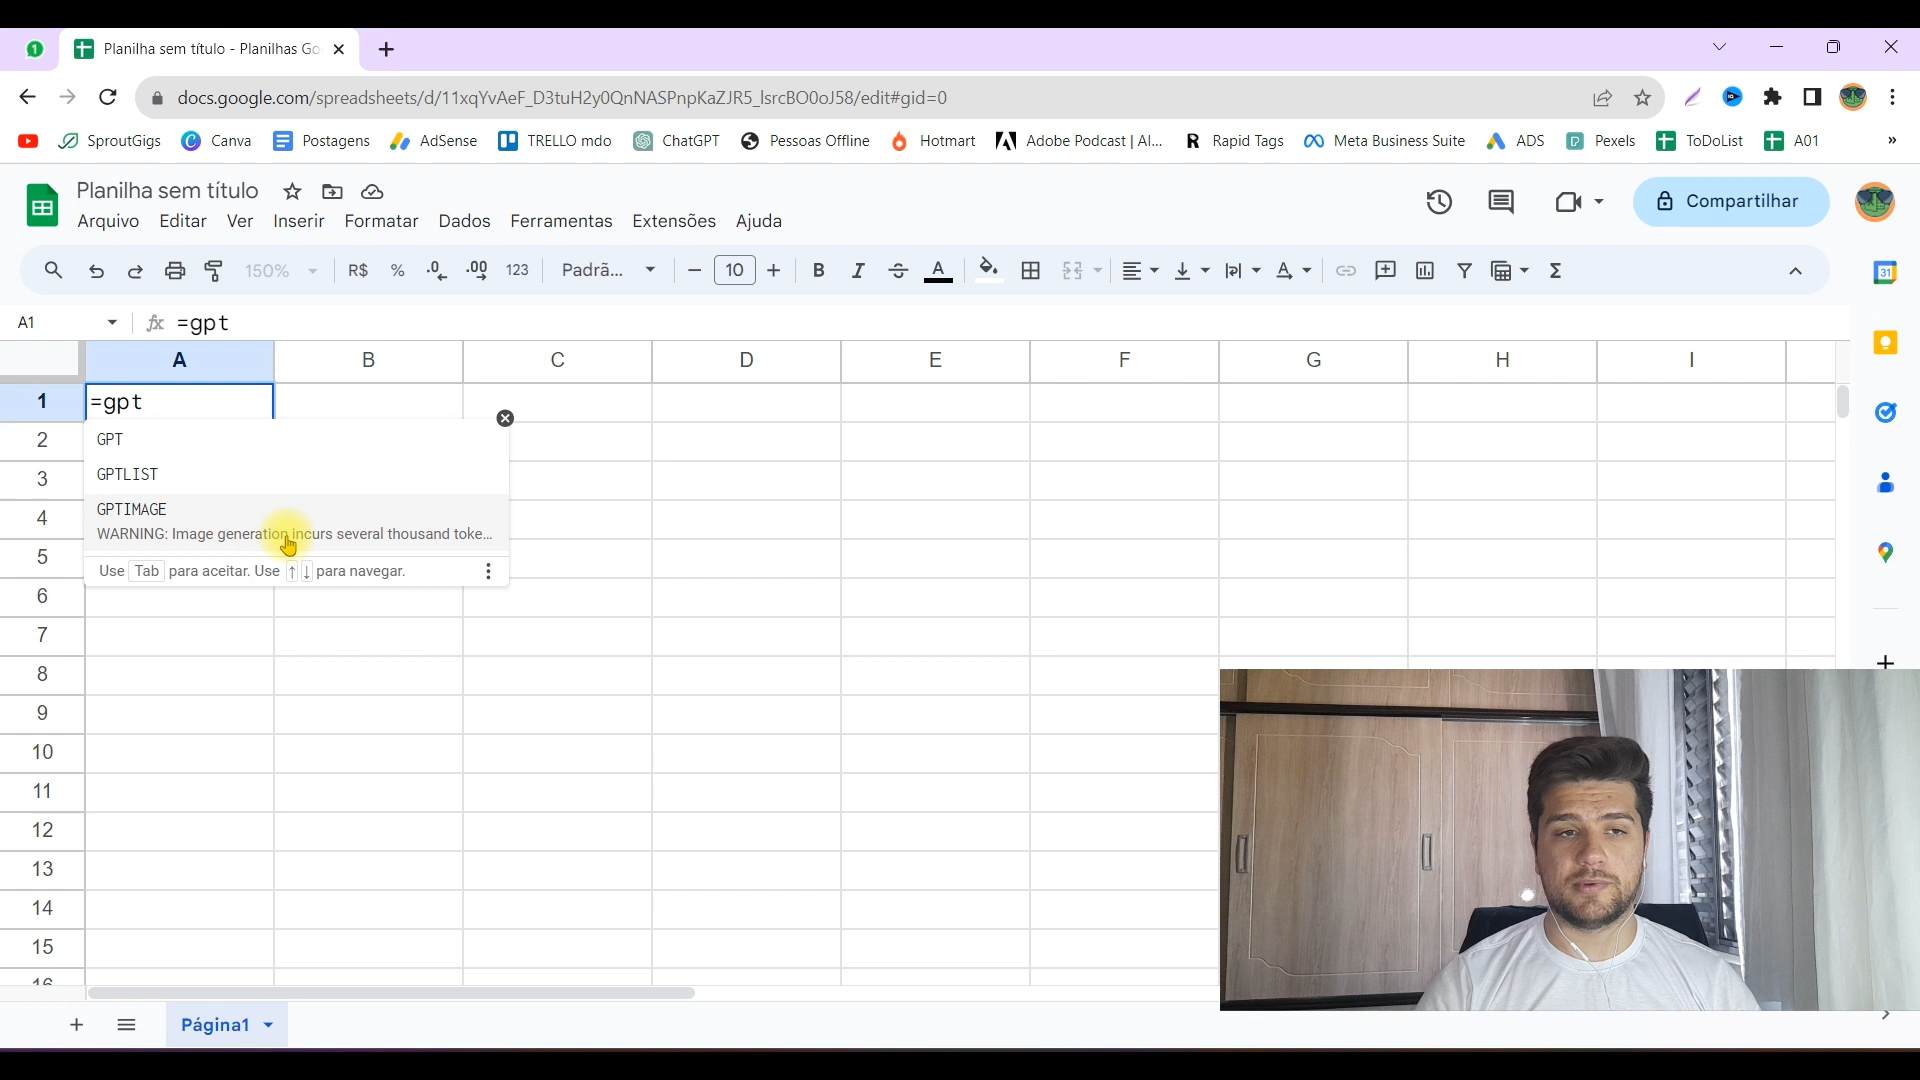 1
Planilha sem título - Planilhas Go
docs.google.com/spreadsheets/d/11xqYvAeF_D3tuH2y0QnNASPnpKaZJR5_lsrcBO0oJ58/edit#gid=0
SproutGigs Canva Postagens AdSense TRELLO mdo ChatGPT Pessoas Offline Hotmart Adobe Podcast | AI... Rapid Tags Meta Business Suite ADS Pexels ToDoList A01 »
Planilha sem título
Arquivo Editar Ver Inserir Formatar Dados Ferramentas Extensões Ajuda
Compartilhar
150% R$ % .0 .00 123 Padrã... 10 B I S A A Σ
31
A1 fx =gpt
A B C D E F G H I
1 =gpt
2
GPT
3
GPTLIST
4
GPTIMAGE
WARNING: Image generation incurs several thousand toke...
5
Use Tab para aceitar. Use ↑ ↓ para navegar.
6
7
8
9
10
11
12
13
14
15
16
Página1